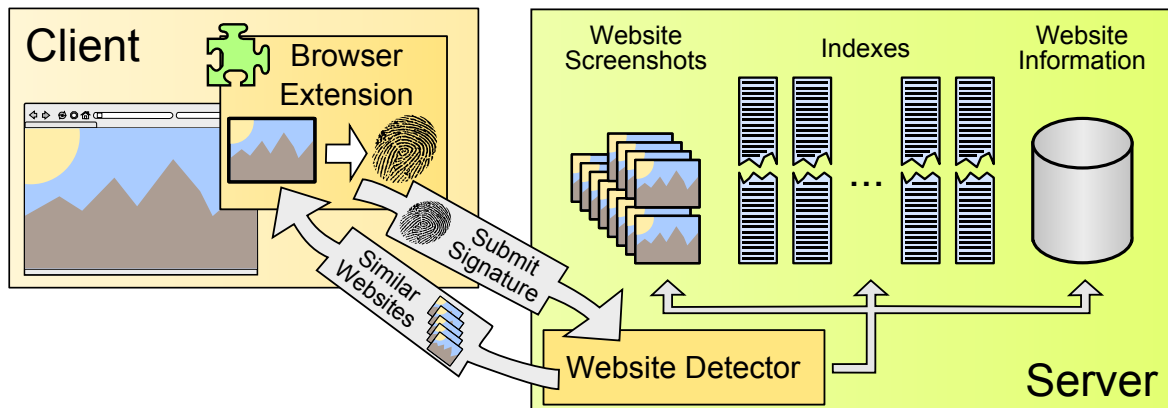 Client
Browser
Extension
Submit
Signature
Similar
Websites
Website
Screenshots
Indexes
...
Website
Information
Website Detector
Server